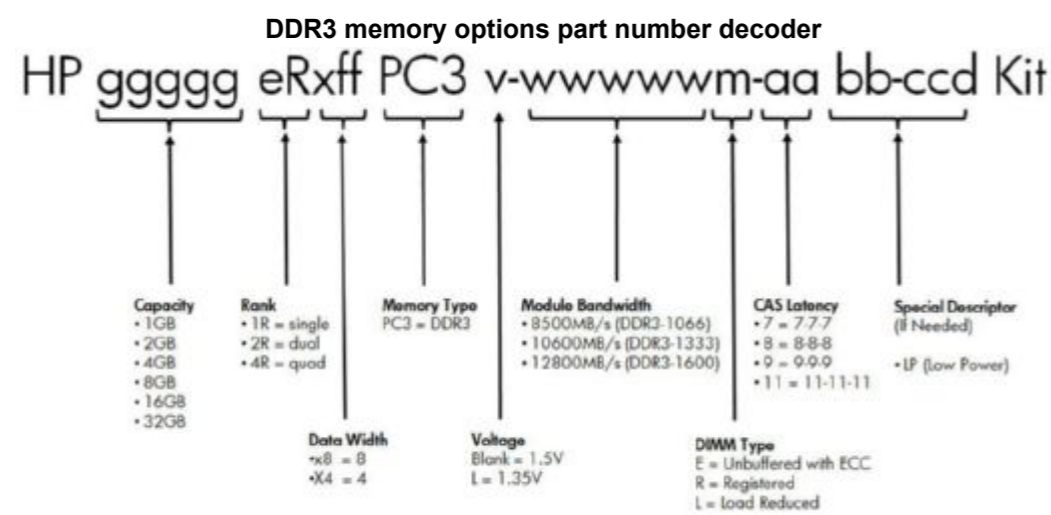 DDR3 memory options part number decoder
HP ggggg eRxff PC3 v-wwwwwm-aa bb-ccd Kit
Capacity
• 1GB
• 2GB
• 4GB
• 8GB
• 16GB
• 32GB
Rank
• 1R = single
• 2R = dual
• 4R = quad
Memory Type
PC3 = DDR3
Module Bandwidth
• 8500MB/s (DDR3-1066)
• 10600MB/s (DDR3-1333)
• 12800MB/s (DDR3-1600)
CAS Latency
• 7 = 7-7-7
• 8 = 8-8-8
• 9 = 9-9-9
• 11 = 11-11-11
Special Descriptor
(If Needed)
• LP (Low Power)
Data Width
•x8 = 8
•X4 = 4
Voltage
Blank = 1.5V
L = 1.35V
DIMM Type
E = Unbuffered with ECC
R = Registered
L = Load Reduced